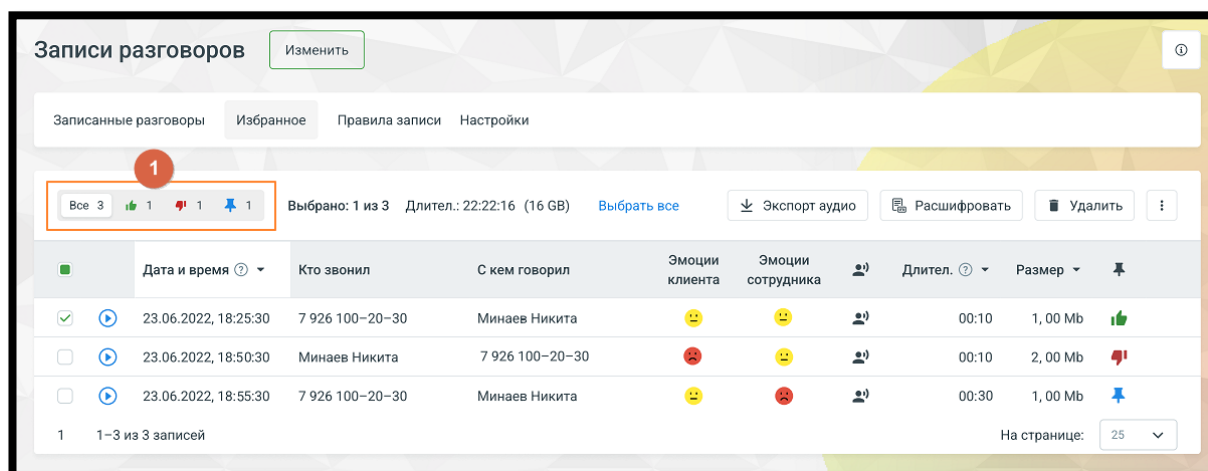 Записи разговоров Изменить
Записанные разговоры Избранное Правила записи Настройки
1
Все 3 1 1 1 Выбрано: 1 из 3 Длител.: 22:22:16 (16 GB) Выбрать все Экспорт аудио Расшифровать Удалить
Дата и время Кто звонил С кем говорил Эмоции клиента Эмоции сотрудника Длител. Размер
23.06.2022, 18:25:30 7 926 100-20-30 Минаев Никита 00:10 1, 00 Mb
23.06.2022, 18:50:30 Минаев Никита 7 926 100-20-30 00:10 2, 00 Mb
23.06.2022, 18:55:30 7 926 100-20-30 Минаев Никита 00:30 1, 00 Mb
1 1-3 из 3 записей На странице: 25